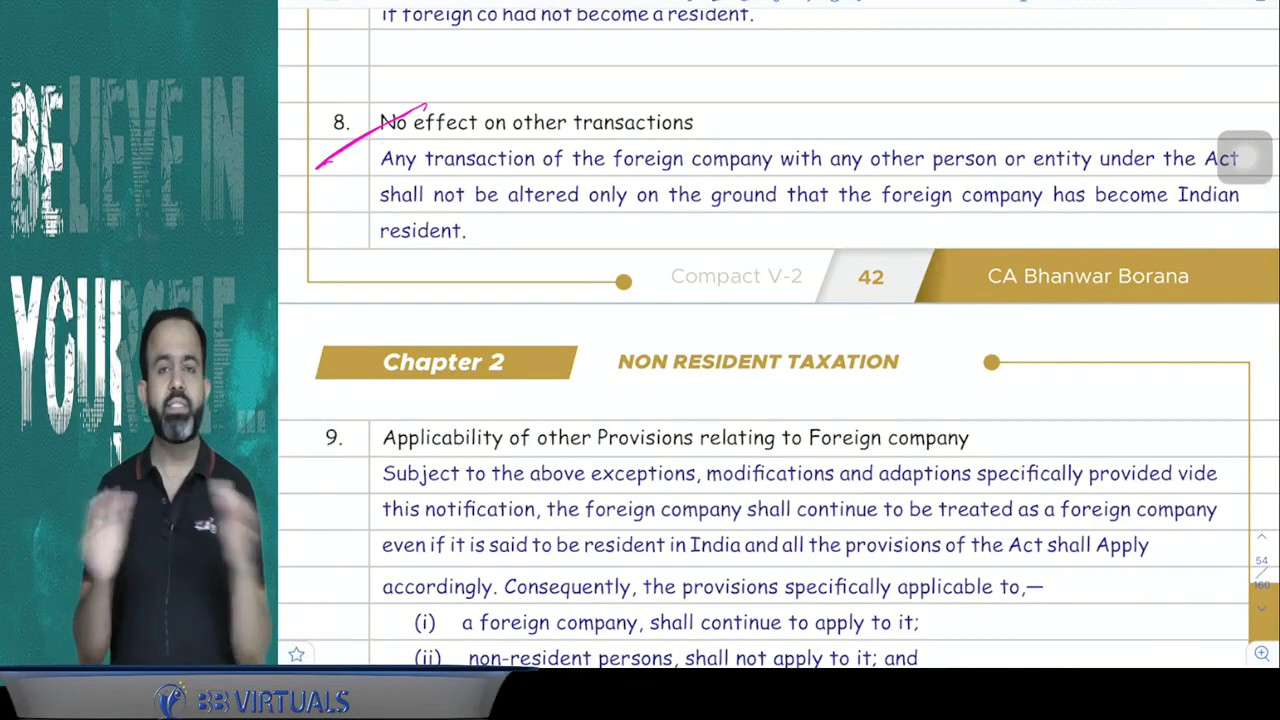 BELIEVE IN
YOURSELF...
if foreign co had not become a resident.
8. No effect on other transactions
Any transaction of the foreign company with any other person or entity under the Act
shall not be altered only on the ground that the foreign company has become Indian
resident.
Compact V-2 42 CA Bhanwar Borana
Chapter 2 NON RESIDENT TAXATION
9. Applicability of other Provisions relating to Foreign company
Subject to the above exceptions, modifications and adaptions specifically provided vide
this notification, the foreign company shall continue to be treated as a foreign company
even if it is said to be resident in India and all the provisions of the Act shall Apply
accordingly. Consequently, the provisions specifically applicable to,—
(i) a foreign company, shall continue to apply to it;
(ii) non-resident persons, shall not apply to it; and
54
180
BB VIRTUALS